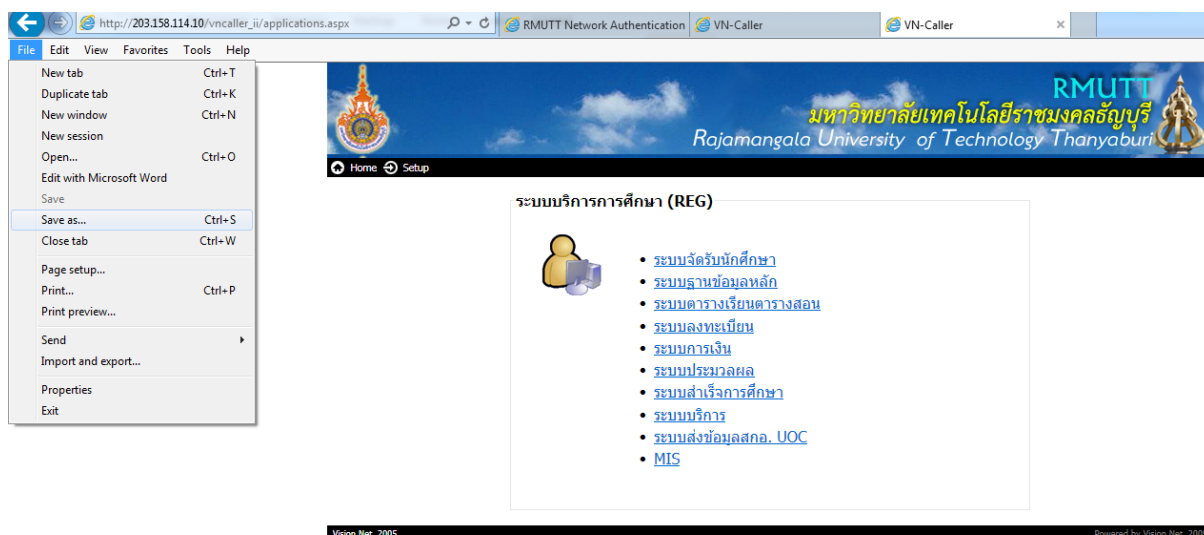 http://203.158.114.10/vncaller_ii/applications.aspx
RMUTT Network Authentication
VN-Caller
VN-Caller
File Edit View Favorites Tools Help
New tab Ctrl+T
Duplicate tab Ctrl+K
New window Ctrl+N
New session
Open... Ctrl+O
Edit with Microsoft Word
Save
Save as... Ctrl+S
Close tab Ctrl+W
Page setup...
Print... Ctrl+P
Print preview...
Send
Import and export...
Properties
Exit
RMUTT
มหาวิทยาลัยเทคโนโลยีราชมงคลธัญบุรี
Rajamangala University of Technology Thanyaburi
Home Setup
ระบบบริการการศึกษา (REG)
ระบบจัดรับนักศึกษา
ระบบฐานข้อมูลหลัก
ระบบตารางเรียนตารางสอน
ระบบลงทะเบียน
ระบบการเงิน
ระบบประมวลผล
ระบบสำเร็จการศึกษา
ระบบบริการ
ระบบส่งข้อมูลสกอ. UOC
MIS
Vision Net, 2005
Powered by Vision Net, 200